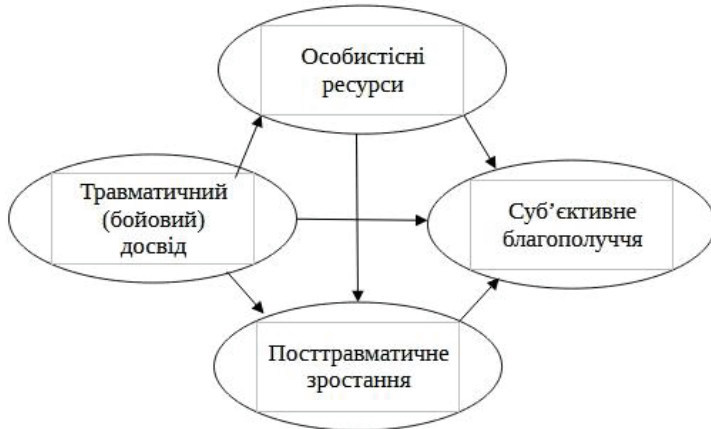 Особистісні
ресурси
Травматичний
(бойовий)
досвід
Суб’єктивне
благополуччя
Посттравматичне
зростання